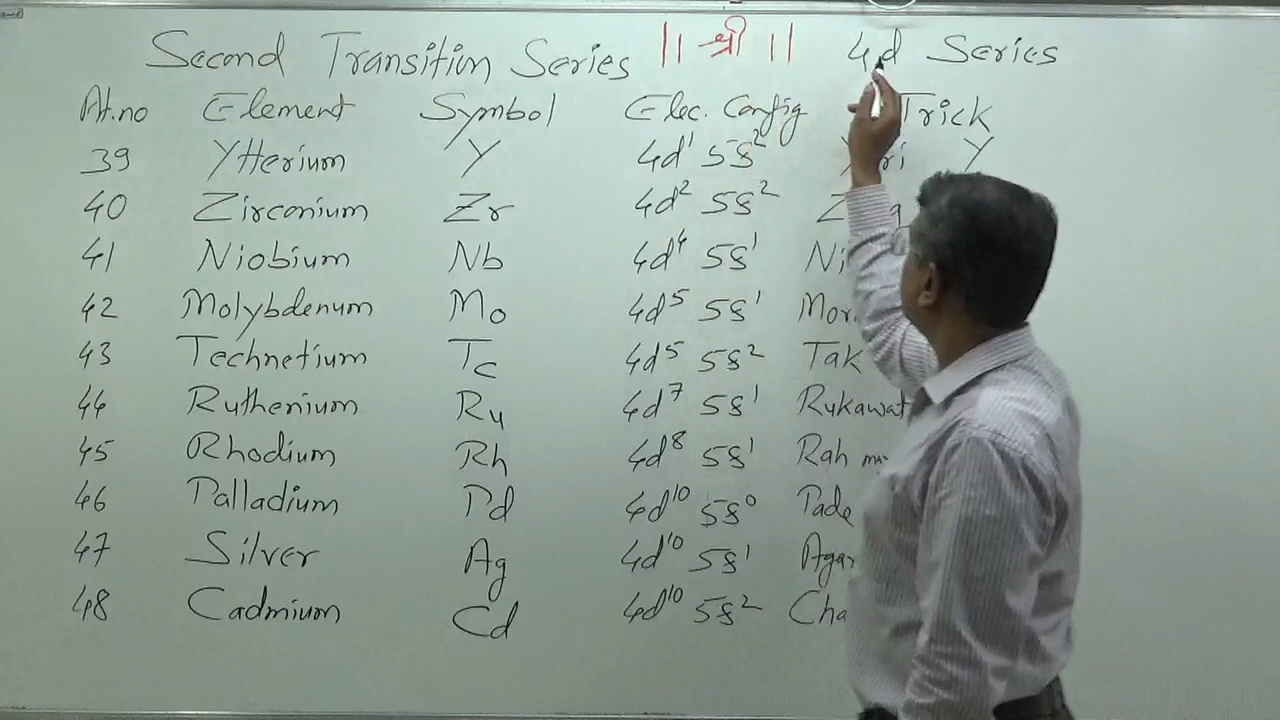 Second Transition Series || श्री || 4d Series
At.no Element Symbol Elec. Config Trick
39 Ytterium Y 4d¹ 5s² Y
40 Zirconium Zr 4d² 5s²
41 Niobium Nb 4d⁴ 5s¹
42 Molybdenum Mo 4d⁵ 5s¹
43 Technetium Tc 4d⁵ 5s² Tak
44 Ruthenium Ru 4d⁷ 5s¹ Rukawat
45 Rhodium Rh 4d⁸ 5s¹ Rah
46 Palladium Pd 4d¹⁰ 5s⁰ Pade
47 Silver Ag 4d¹⁰ 5s¹ Agar
48 Cadmium Cd 4d¹⁰ 5s² Cha